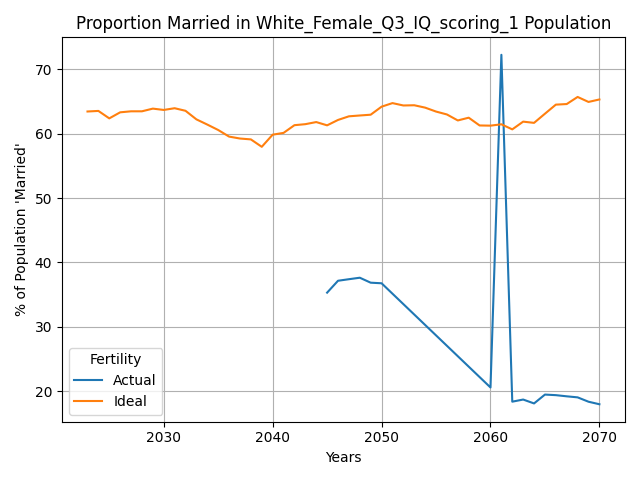 Proportion Married in White_Female_Q3_IQ_scoring_1 Population
% of Population 'Married'
70
60
50
40
30
20
Fertility
Actual
Ideal
2030 2040 2050 2060 2070
Years